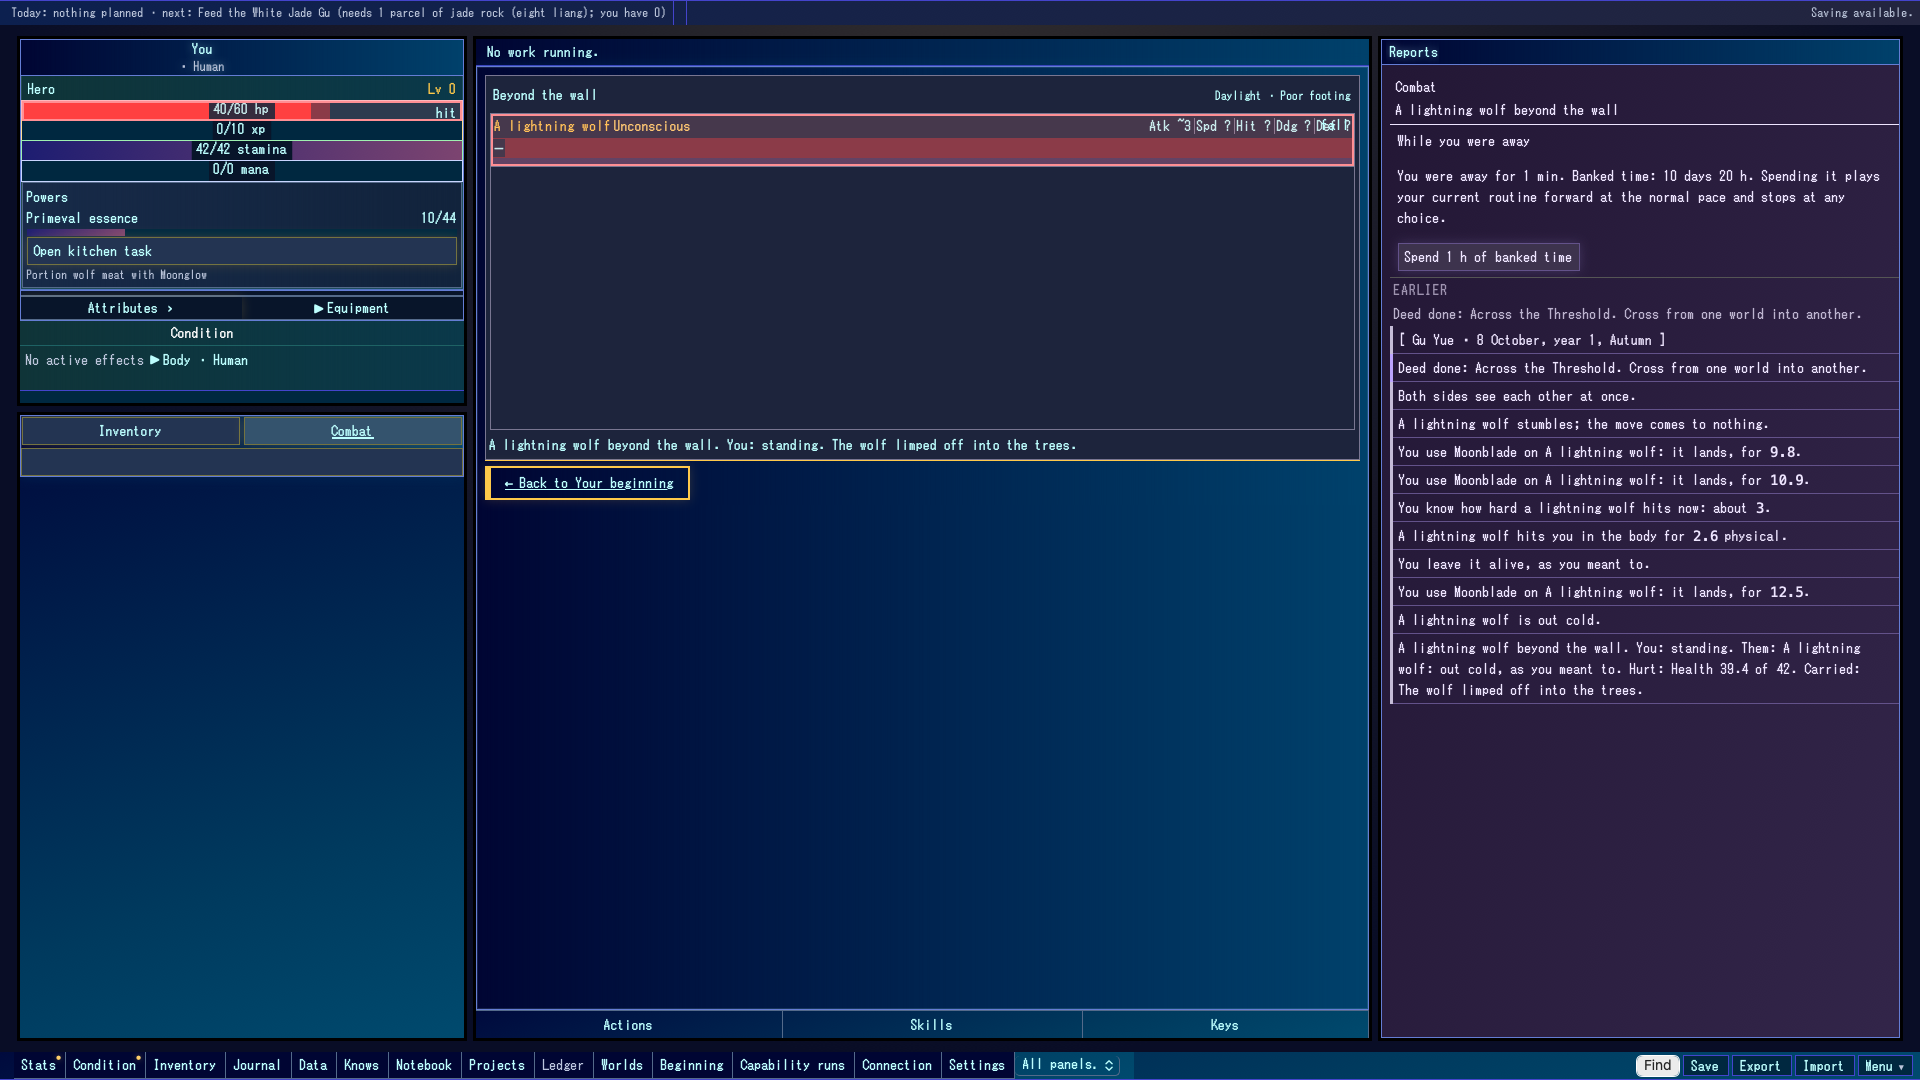 Today: nothing planned · next: Feed the White Jade Gu (needs 1 parcel of jade rock (eight liang); you have 0)
Saving available.
You
· Human
Hero Lv 0
40/60 hp hit
0/10 xp
42/42 stamina
0/0 mana
Powers
Primeval essence 10/44
Open kitchen task
Portion wolf meat with Moonglow
Attributes › ▶Equipment
Condition
No active effects ▶Body · Human
Inventory Combat
No work running.
Beyond the wall Daylight · Poor footing
A lightning wolf Unconscious Atk ~3 Spd ? Hit ? Ddg ?
—
A lightning wolf beyond the wall. You: standing. The wolf limped off into the trees.
← Back to Your beginning
Actions Skills Keys
Reports
Combat
A lightning wolf beyond the wall
While you were away
You were away for 1 min. Banked time: 10 days 20 h. Spending it plays
your current routine forward at the normal pace and stops at any
choice.
Spend 1 h of banked time
EARLIER
Deed done: Across the Threshold. Cross from one world into another.
[ Gu Yue · 8 October, year 1, Autumn ]
Deed done: Across the Threshold. Cross from one world into another.
Both sides see each other at once.
A lightning wolf stumbles; the move comes to nothing.
You use Moonblade on A lightning wolf: it lands, for 9.8.
You use Moonblade on A lightning wolf: it lands, for 10.9.
You know how hard a lightning wolf hits now: about 3.
A lightning wolf hits you in the body for 2.6 physical.
You leave it alive, as you meant to.
You use Moonblade on A lightning wolf: it lands, for 12.5.
A lightning wolf is out cold.
A lightning wolf beyond the wall. You: standing. Them: A lightning
wolf: out cold, as you meant to. Hurt: Health 39.4 of 42. Carried:
The wolf limped off into the trees.
Stats Condition Inventory Journal Data Knows Notebook Projects Ledger Worlds Beginning Capability runs Connection Settings All panels. Find Save Export Import Menu ▾